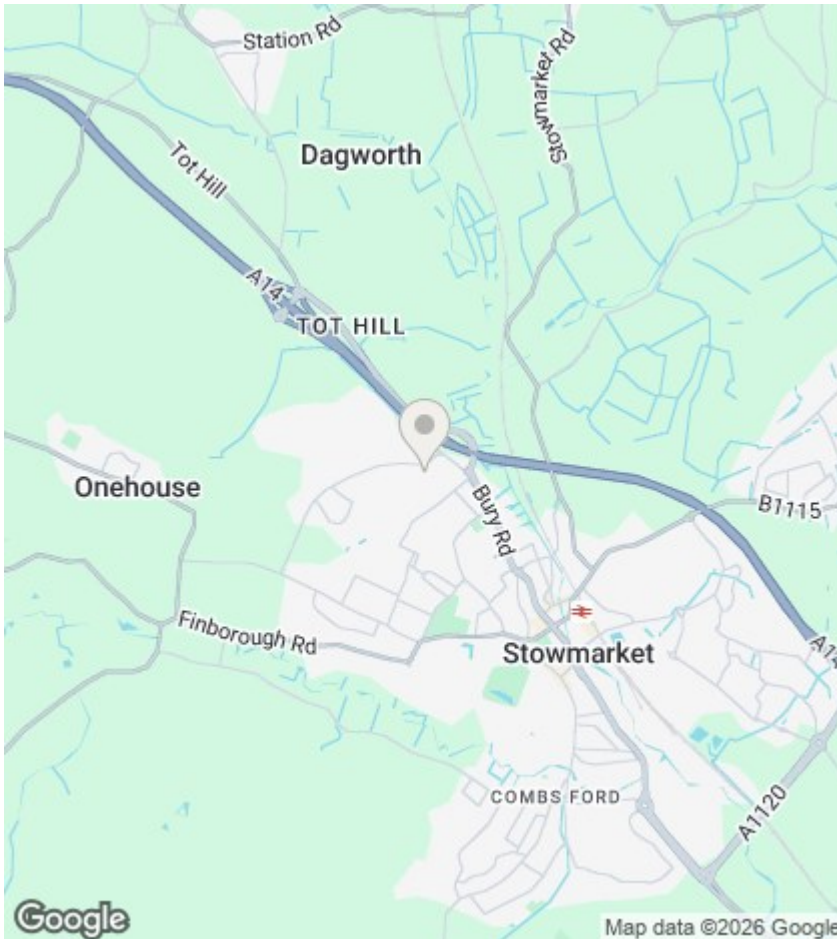 Station Rd
Stowmarket Rd
Dagworth
Tot Hill
A14
TOT HILL
Onehouse
Bury Rd
B1115
Finborough Rd
Stowmarket
A14
COMBS FORD
A1120
Google
Map data ©2026 Google